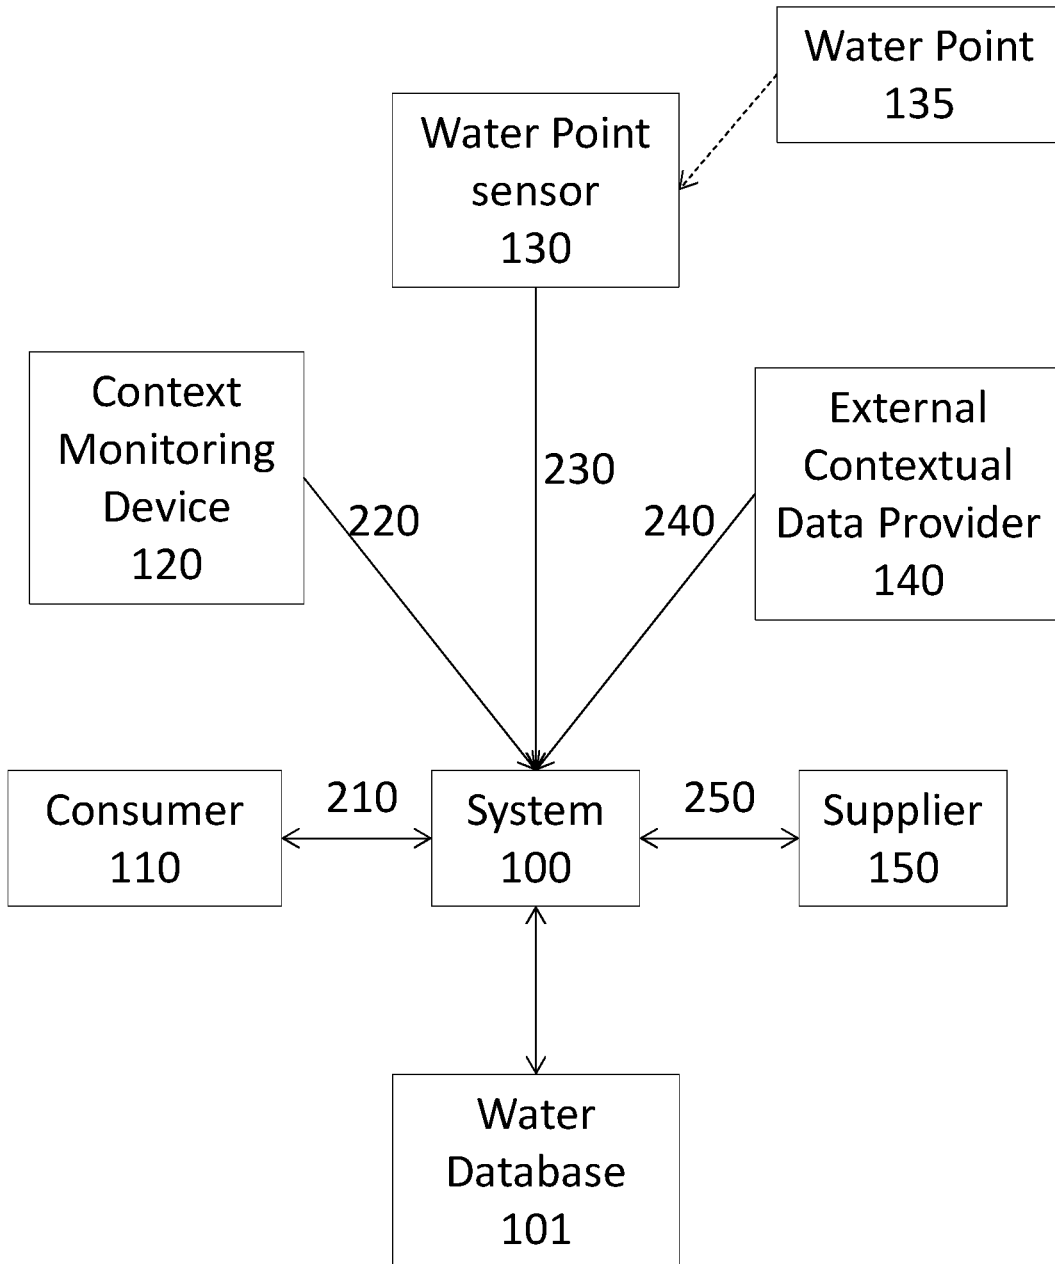 Water Point
135
Water Point
sensor
130
Context
Monitoring
Device
120
External
Contextual
Data Provider
140
230
220
240
Consumer
110
210
System
100
250
Supplier
150
Water
Database
101